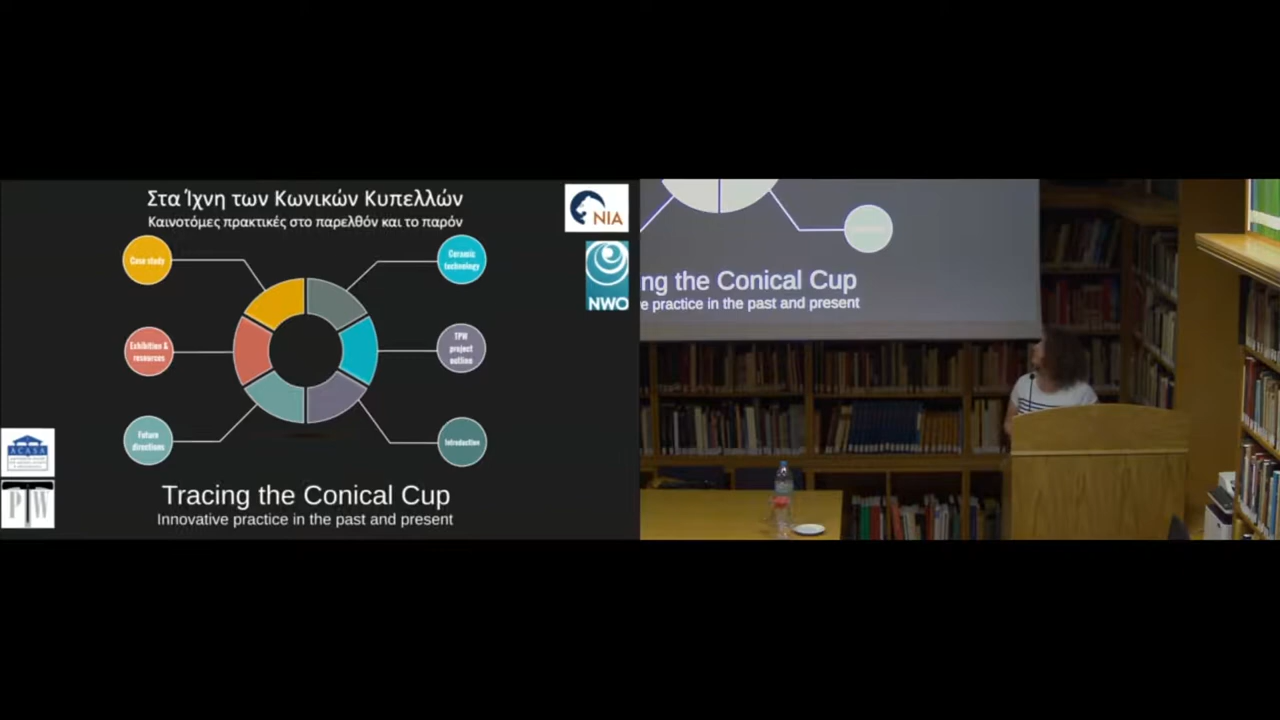 Στα Ίχνη των Κωνικών Κυπελλών
Καινοτόμες πρακτικές στο παρελθόν και το παρόν
NIA
NWO
Case study
Ceramic
technology
Exhibition &
resources
TPW
project
outline
Future
directions
Introduction
ACASA
PTW
Tracing the Conical Cup
Innovative practice in the past and present
ng the Conical Cup
e practice in the past and present